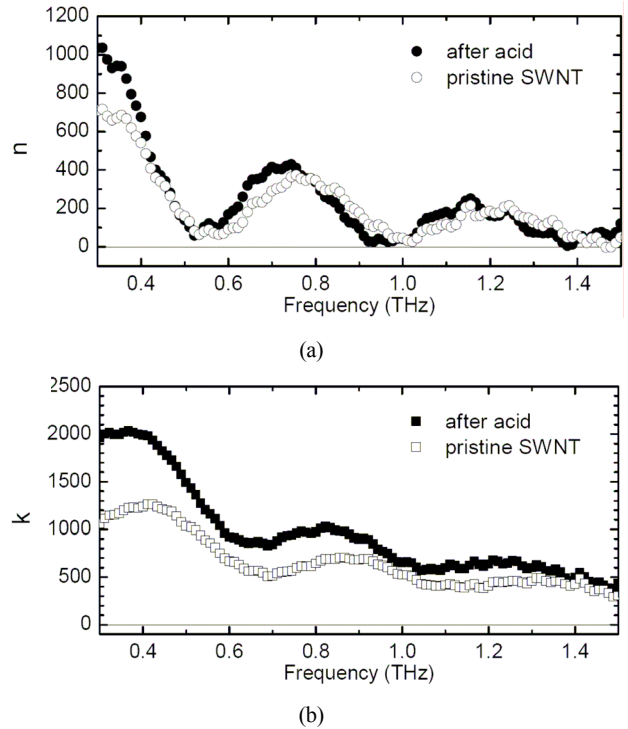 1200
1000
800
600
400
200
0
n
after acid
pristine SWNT
0.4 0.6 0.8 1.0 1.2 1.4
Frequency (THz)
(a)
2500
2000
1500
1000
500
0
k
after acid
pristine SWNT
0.4 0.6 0.8 1.0 1.2 1.4
Frequency (THz)
(b)